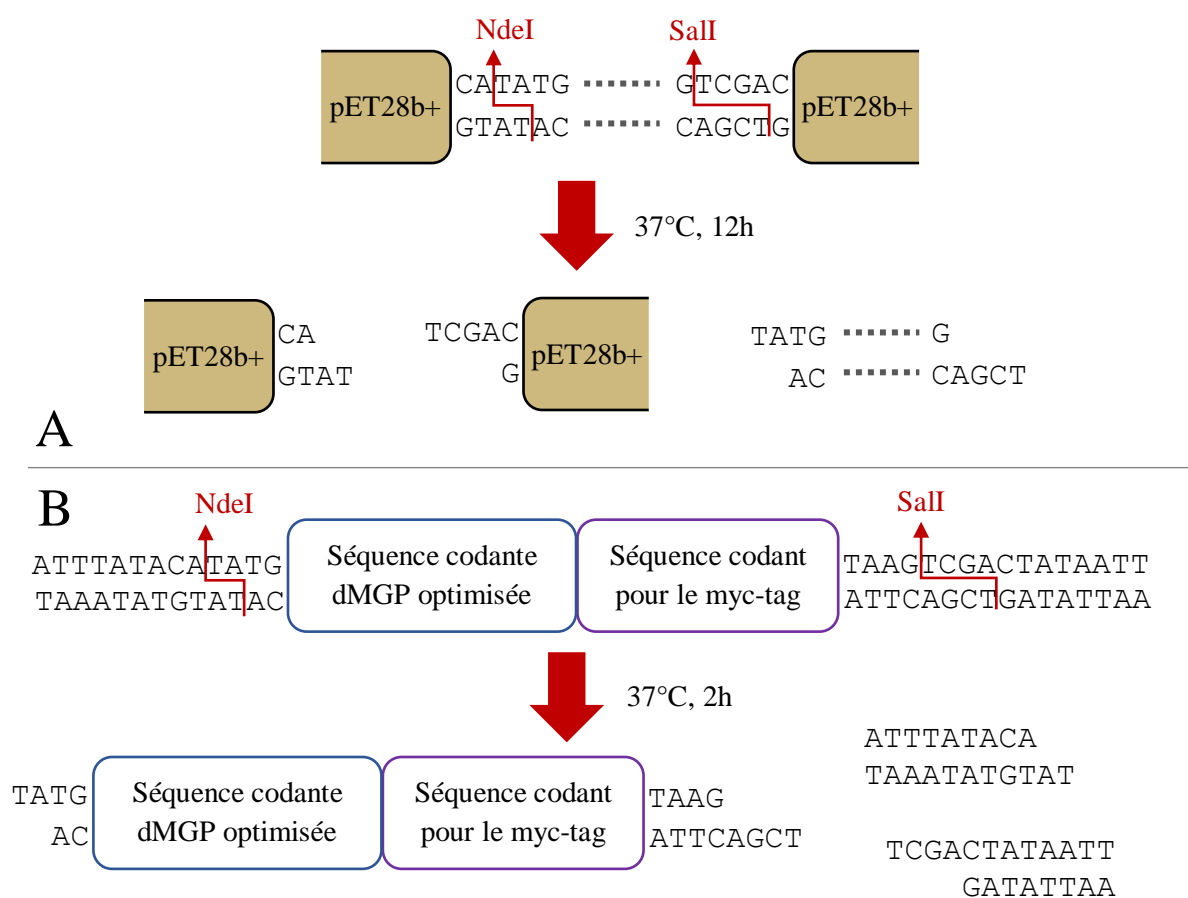 NdeI SalI
pET28b+ CATATG GTCGAC pET28b+
GTATAC CAGCTG
37°C, 12h
pET28b+ CA TCGAC pET28b+ TATG G
GTAT G AC CAGCT
A
B
NdeI SalI
ATTTATACATATG Séquence codante Séquence codant TAAGTCGACTATAATT
TAAATATGTATAC dMGP optimisée pour le myc-tag ATTCAGCTGATATTAA
37°C, 2h
ATTTATACA
TAAATATGTAT
TATG Séquence codante Séquence codant TAAG
AC dMGP optimisée pour le myc-tag ATTCAGCT
TCGACTATAATT
GATATTAA